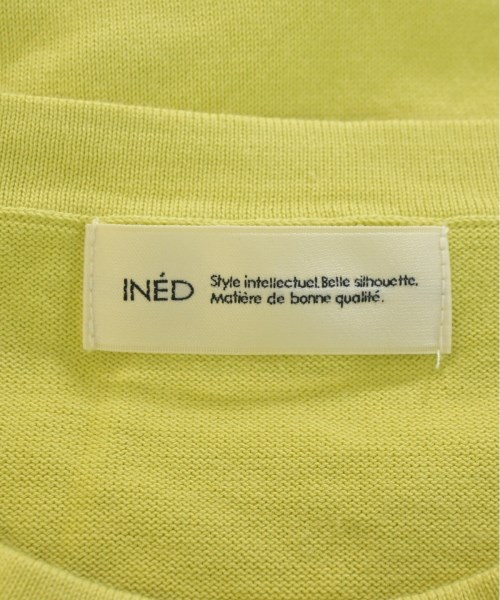 INÉD
Style intellectuel. Belle silhouette.
Matière de bonne qualité.